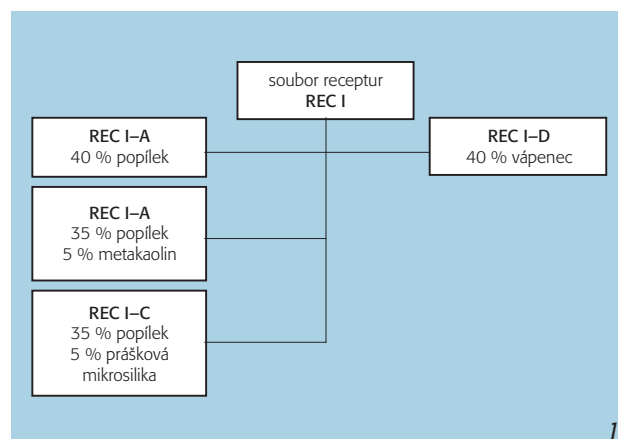 soubor receptur
REC I
REC I–A
40 % popílek
REC I–D
40 % vápenec
REC I–A
35 % popílek
5 % metakaolin
REC I–C
35 % popílek
5 % prášková
mikrosilika
1